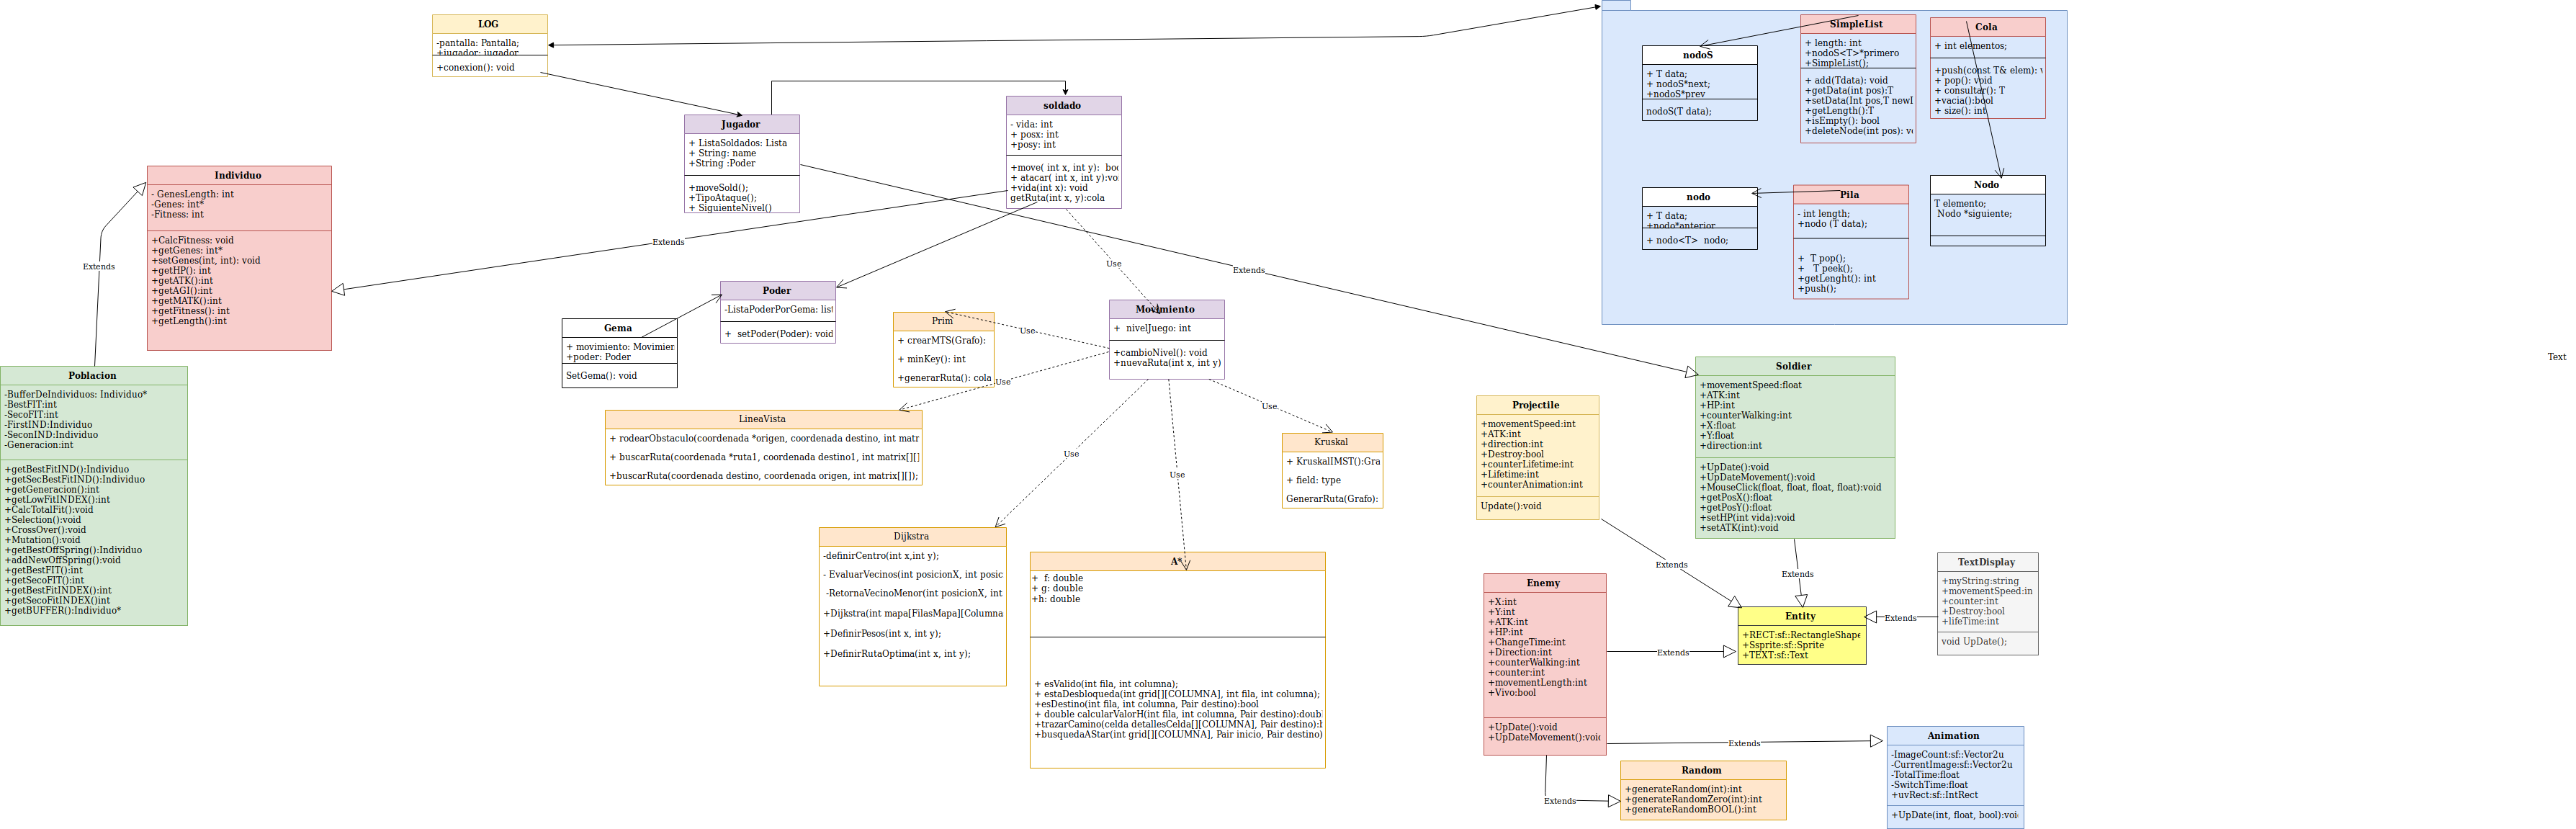 LOG
-pantalla: Pantalla;
+jugador: jugador
+conexion(): void
Jugador
+ ListaSoldados: Lista
+ String: name
+String :Poder
+moveSold();
+TipoAtaque();
+ SiguienteNivel()
soldado
- vida: int
+ posx: int
+posy: int
+move( int x, int y):  boo
+ atacar( int x, int y):vo
+vida(int x): void
getRuta(int x, y):cola
Individuo
- GenesLength: int
-Genes: int*
-Fitness: int
+CalcFitness: void
+getGenes: int*
+setGenes(int, int): void
+getHP(): int
+getATK():int
+getAGI():int
+getMATK():int
+getFitness(): int
+getLength():int
Extends
Extends
Extends
Use
Poblacion
-BufferDeIndividuos: Individuo*
-BestFIT:int
-SecoFIT:int
-FirstIND:Individuo
-SeconIND:Individuo
-Generacion:int
+getBestFitIND():Individuo
+getSecBestFitIND():Individuo
+getGeneracion():int
+getLowFitINDEX():int
+CalcTotalFit():void
+Selection():void
+CrossOver():void
+Mutation():void
+getBestOffSpring():Individuo
+addNewOffSpring():void
+getBestFIT():int
+getSecoFIT():int
+getBestFitINDEX():int
+getSecoFitINDEX()int
+getBUFFER():Individuo*
Gema
+ movimiento: Movimien
+poder: Poder
SetGema(): void
Poder
-ListaPoderPorGema: list
+  setPoder(Poder): void
Prim
+ crearMTS(Grafo):
+ minKey(): int
+generarRuta(): cola
Use
Use
Movimiento
+  nivelJuego: int
+cambioNivel(): void
+nuevaRuta(int x, int y)
LineaVista
+ rodearObstaculo(coordenada *origen, coordenada destino, int matr
+ buscarRuta(coordenada *ruta1, coordenada destino1, int matrix[][]
+buscarRuta(coordenada destino, coordenada origen, int matrix[][]);
Use
Use
Use
Kruskal
+ KruskalIMST():Gra
+ field: type
GenerarRuta(Grafo):
Dijkstra
-definirCentro(int x,int y);
- EvaluarVecinos(int posicionX, int posic
-RetornaVecinoMenor(int posicionX, int
+Dijkstra(int mapa[FilasMapa][Columna
+DefinirPesos(int x, int y);
+DefinirRutaOptima(int x, int y);
A*
+  f: double
+ g: double
+h: double
+ esValido(int fila, int columna);
+ estaDesbloqueda(int grid[][COLUMNA], int fila, int columna);
+esDestino(int fila, int columna, Pair destino):bool
+ double calcularValorH(int fila, int columna, Pair destino):doubl
+trazarCamino(celda detallesCelda[][COLUMNA], Pair destino):
+busquedaAStar(int grid[][COLUMNA], Pair inicio, Pair destino)
nodoS
+ T data;
+ nodoS*next;
+nodoS*prev
nodoS(T data);
SimpleList
+ length: int
+nodoS<T>*primero
+SimpleList();
+ add(Tdata): void
+getData(int pos):T
+setData(Int pos,T newI
+getLength():T
+isEmpty(): bool
+deleteNode(int pos): vo
Cola
+ int elementos;
+push(const T& elem): v
+ pop(): void
+ consultar(): T
+vacia():bool
+ size(): int
nodo
+ T data;
+nodo*anterior
+ nodo<T>  nodo;
Pila
- int length;
+nodo (T data);
+  T pop();
+   T peek();
+getLenght(): int
+push();
Nodo
T elemento;
Nodo *siguiente;
Text
Soldier
+movementSpeed:float
+ATK:int
+HP:int
+counterWalking:int
+X:float
+Y:float
+direction:int
+UpDate():void
+UpDateMovement():void
+MouseClick(float, float, float, float):void
+getPosX():float
+getPosY():float
+setHP(int vida):void
+setATK(int):void
Projectile
+movementSpeed:int
+ATK:int
+direction:int
+Destroy:bool
+counterLifetime:int
+Lifetime:int
+counterAnimation:int
Update():void
Extends
Extends
Enemy
+X:int
+Y:int
+ATK:int
+HP:int
+ChangeTime:int
+Direction:int
+counterWalking:int
+counter:int
+movementLength:int
+Vivo:bool
+UpDate():void
+UpDateMovement():void
Extends
Entity
+RECT:sf::RectangleShape
+Ssprite:sf::Sprite
+TEXT:sf::Text
Extends
TextDisplay
+myString:string
+movementSpeed:in
+counter:int
+Destroy:bool
+lifeTime:int
void UpDate();
Extends
Extends
Random
+generateRandom(int):int
+generateRandomZero(int):int
+generateRandomBOOL():int
Animation
-ImageCount:sf::Vector2u
-CurrentImage:sf::Vector2u
-TotalTime:float
-SwitchTime:float
+uvRect:sf::IntRect
+UpDate(int, float, bool):voi